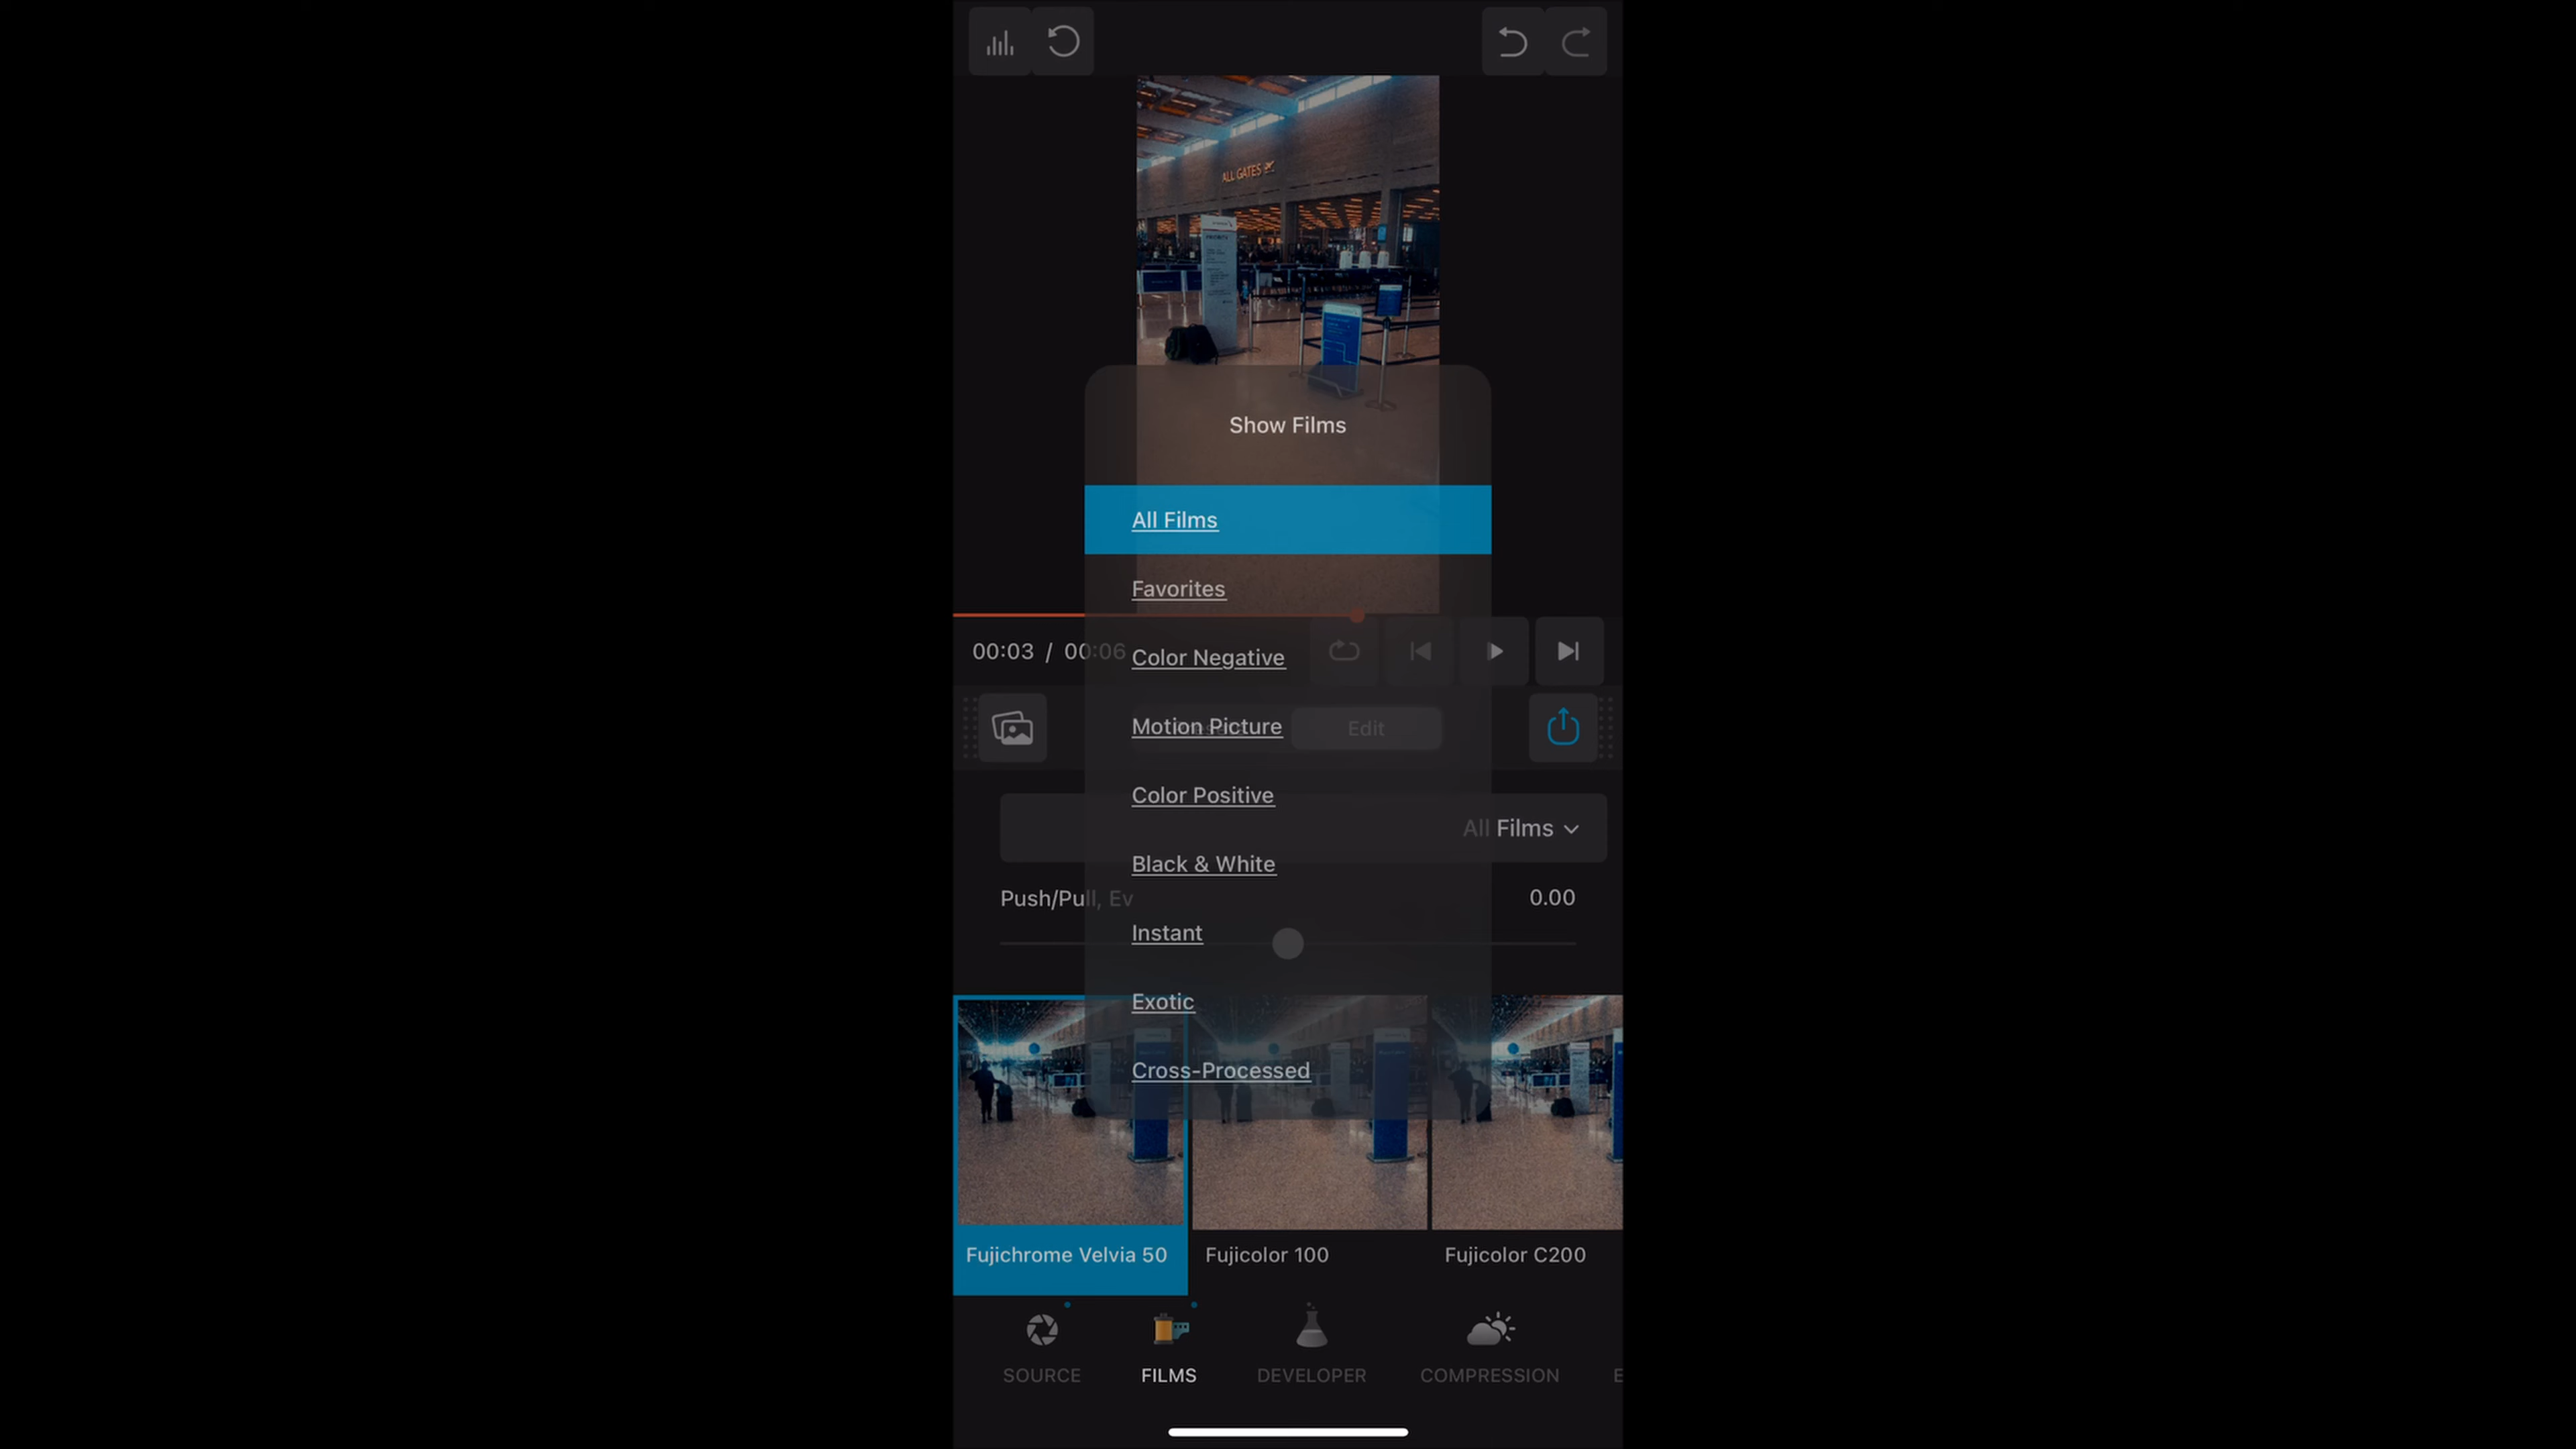 ALL GATES
Show Films
All Films
Favorites
00:03 / 00:06
Color Negative
Motion Picture
Edit
Color Positive
All Films
Black & White
Push/Pull, Ev
0.00
Instant
Exotic
Cross-Processed
Fujichrome Velvia 50
Fujicolor 100
Fujicolor C200
SOURCE
FILMS
DEVELOPER
COMPRESSION
E